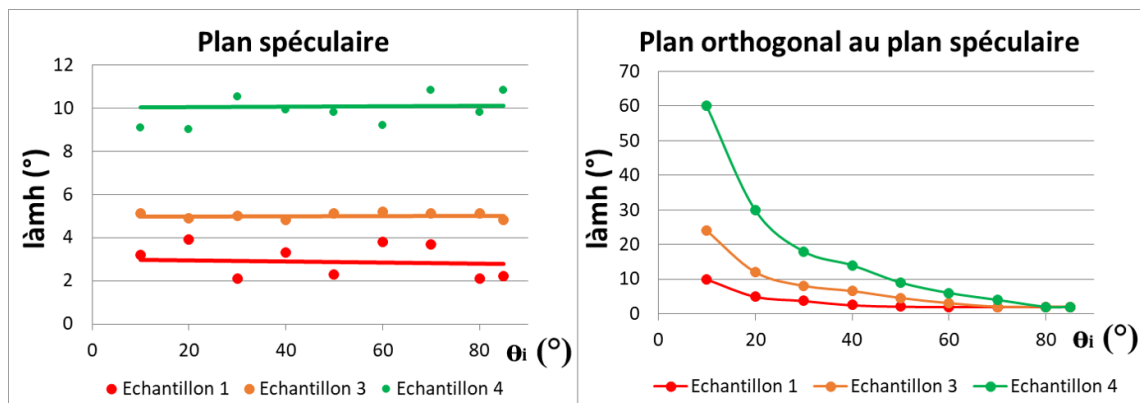 Plan spéculaire
12
10
8
6
4
2
0
0 20 40 60 80
làmh (°)
θi (°)
Echantillon 1 Echantillon 3 Echantillon 4
Plan orthogonal au plan spéculaire
70
60
50
40
30
20
10
0
0 20 40 60 80
làmh (°)
θi (°)
Echantillon 1 Echantillon 3 Echantillon 4